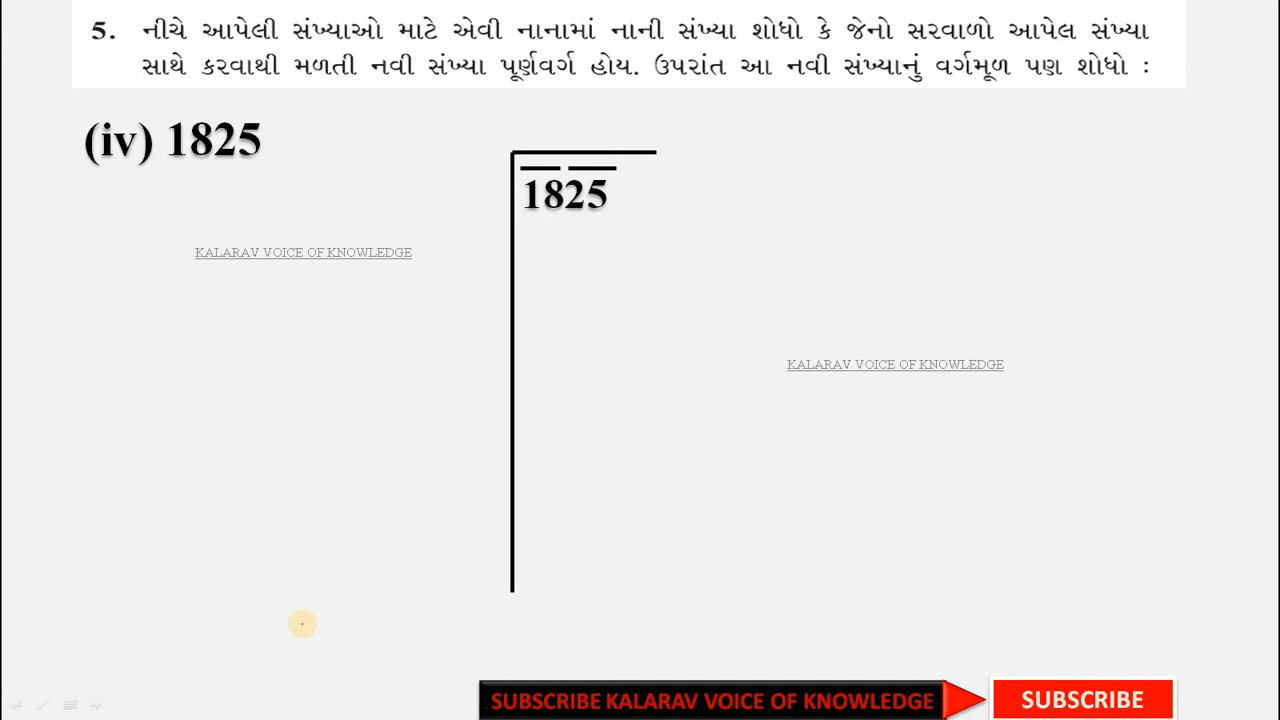 5. નીચે આપેલી સંખ્યાઓ માટે એવી નાનામાં નાની સંખ્યા શોધો કે જેનો સરવાળો આપેલ સંખ્યા
સાથે કરવાથી મળતી નવી સંખ્યા પૂર્ણવર્ગ હોય. ઉપરાંત આ નવી સંખ્યાનું વર્ગમૂળ પણ શોધો :
(iv) 1825
1825
KALARAV VOICE OF KNOWLEDGE
KALARAV VOICE OF KNOWLEDGE
SUBSCRIBE KALARAV VOICE OF KNOWLEDGE
SUBSCRIBE